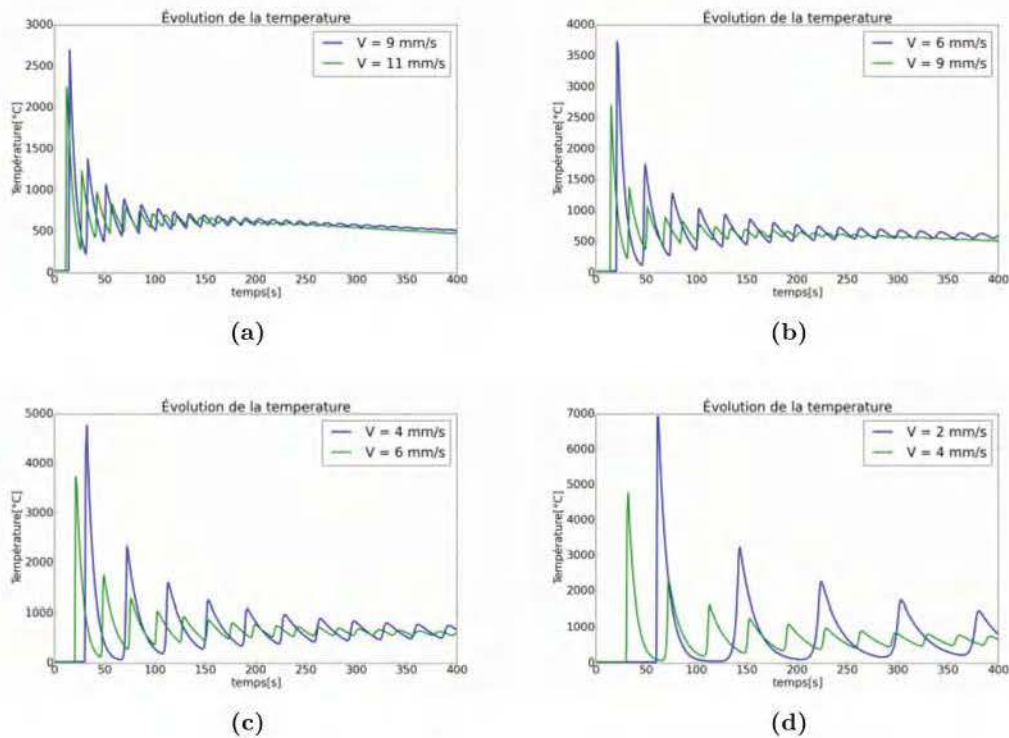 Évolution de la temperature
V = 9 mm/s
V = 11 mm/s
Température[°C]
3000
2500
2000
1500
1000
500
0
0 50 100 150 200 250 300 350 400
temps[s]
(a)
Évolution de la temperature
V = 6 mm/s
V = 9 mm/s
Température[°C]
4000
3500
3000
2500
2000
1500
1000
500
0
0 50 100 150 200 250 300 350 400
temps[s]
(b)
Évolution de la temperature
V = 4 mm/s
V = 6 mm/s
Température[°C]
5000
4000
3000
2000
1000
0
0 50 100 150 200 250 300 350 400
temps[s]
(c)
Évolution de la temperature
V = 2 mm/s
V = 4 mm/s
Température[°C]
7000
6000
5000
4000
3000
2000
1000
0
0 50 100 150 200 250 300 350 400
temps[s]
(d)